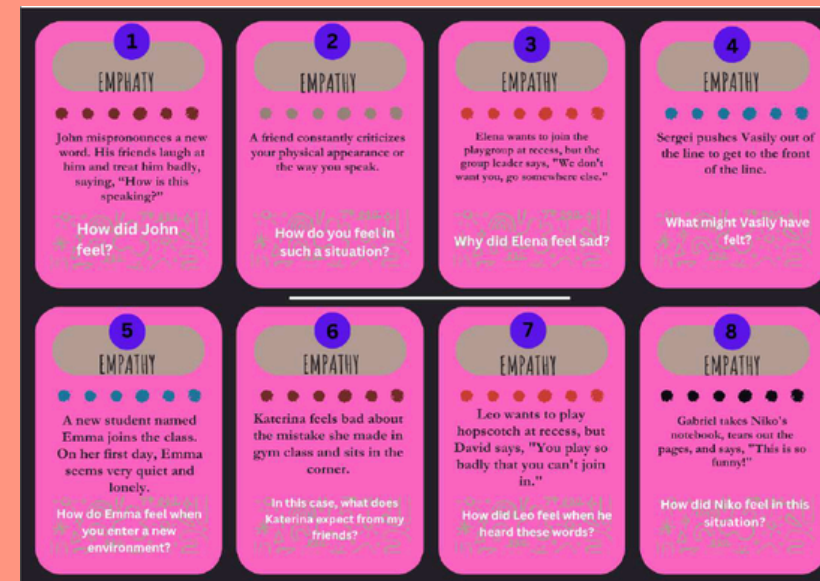 1
EMPHATY
John mispronounces a new
word. His friends laugh at
him and treat him badly,
saying, "How is this
speaking?"
How did John
feel?
2
EMPATHY
A friend constantly criticizes
your physical appearance or
the way you speak.
How do you feel in
such a situation?
3
EMPATHY
Elena wants to join the
playgroup at recess, but the
group leader says, "We don't
want you, go somewhere else."
Why did Elena feel sad?
4
EMPATHY
Sergei pushes Vasily out of
the line to get to the front
of the line.
What might Vasily have
felt?
5
EMPATHY
A new student named
Emma joins the class.
On her first day, Emma
seems very quiet and
lonely.
How do Emma feel when
you enter a new
environment?
6
EMPATHY
Katerina feels bad about
the mistake she made in
gym class and sits in the
corner.
In this case, what does
Katerina expect from my
friends?
7
EMPATHY
Leo wants to play
hopscotch at recess, but
David says, "You play so
badly that you can't join
in."
How did Leo feel when he
heard these words?
8
EMPATHY
Gabriel takes Niko's
notebook, tears out the
pages, and says, "This is so
funny!"
How did Niko feel in this
situation?